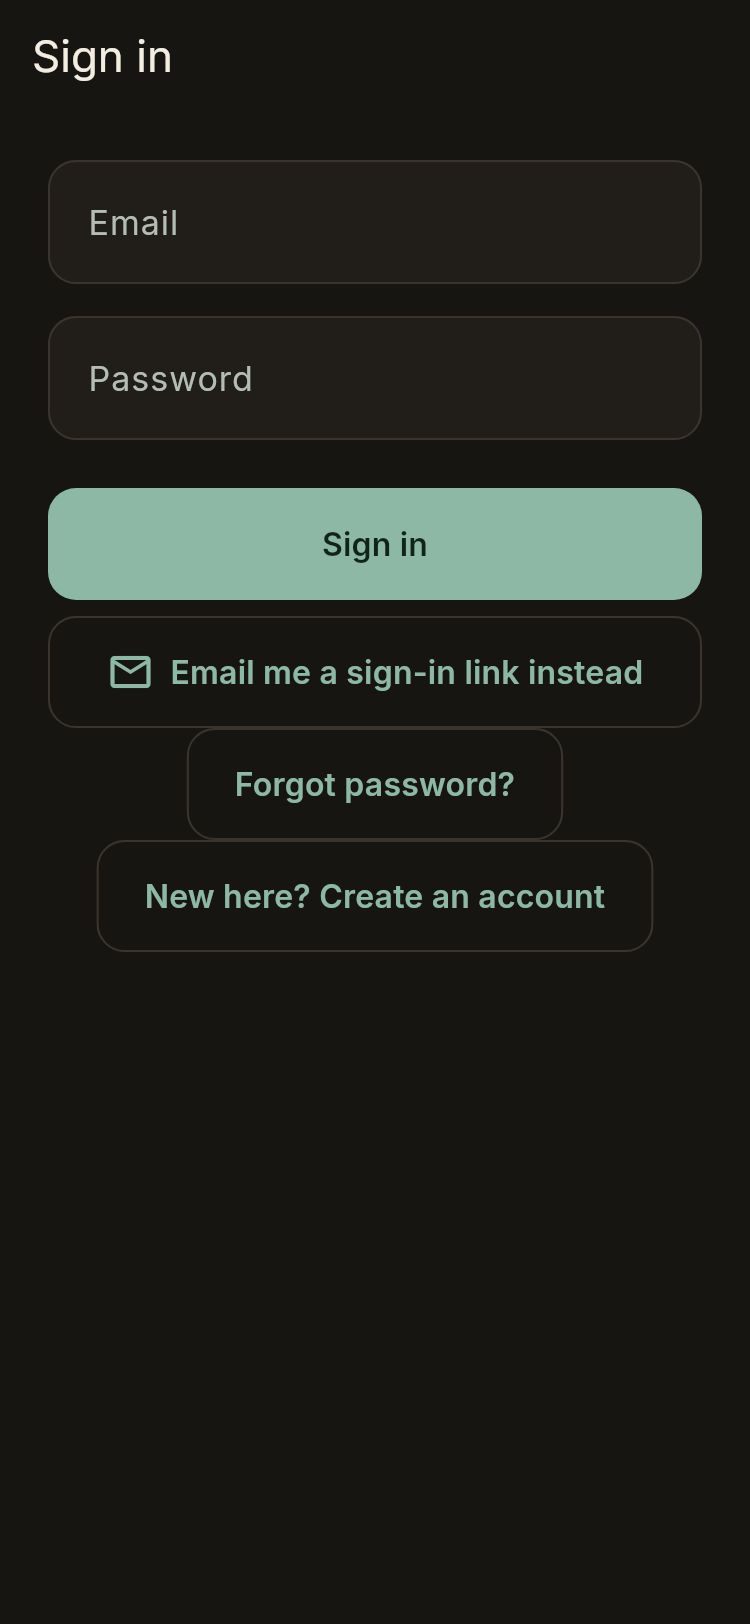 Sign in
Email
Password
Sign in
Email me a sign-in link instead
Forgot password?
New here? Create an account